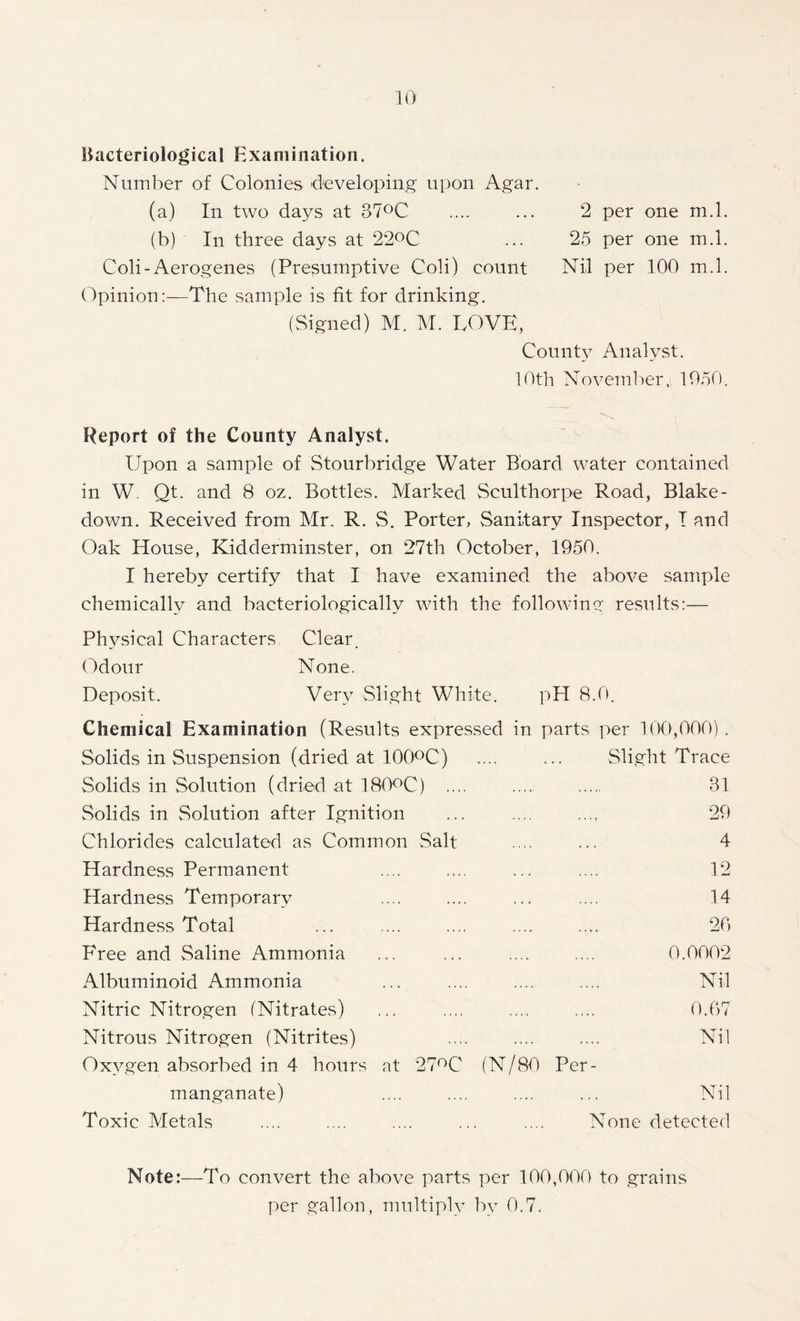 10
Bacteriological Examination.
Number of Colonies developing upon Agar.
(a) In two days at 37ºC .... ... 2 per one m.l.
(b) In three days at 22ºC ... 25 per one m.l.
Coli-Aerogenes (Presumptive Coli) count Nil per 100 m.l.
Opinion:—The sample is fit for drinking.
(Signed) M. M. LOVE,
County Analyst.
10th November, 1950.
Report of the County Analyst.
Upon a sample of Stourbridge Water Board water contained
in W. Qt. and 8 oz. Bottles. Marked Sculthorpe Road, Blake-
down. Received from Mr. R. S. Porter, Sanitary Inspector, I and
Oak House, Kidderminster, on 27th October, 1950.
I hereby certify that I have examined the above sample
chemically and bacteriologically with the following results:—
Physical Characters Clear.
Odour None.
Deposit. Very Slight White. pH 8.0.
Chemical Examination (Results expressed in parts per 100,000).
Solids in Suspension (dried at 100ºC) .... ... Slight Trace
Solids in Solution (dried at 180ºC) .... .... .... 31
Solids in Solution after Ignition ... .... .... 29
Chlorides calculated as Common Salt .... ... 4
Hardness Permanent .... .... ... .... 12
Hardness Temporary .... .... ... .... 14
Hardness Total ... .... .... .... .... 26
Free and Saline Ammonia ... ... .... .... 0.0002
Albuminoid Ammonia ... .... .... .... Nil
Nitric Nitrogen (Nitrates) ... .... .... .... 0.67
Nitrous Nitrogen (Nitrites) .... .... .... Nil
Oxygen absorbed in 4 hours at 27ºC (N/80 Per-
manganate) .... .... .... ... Nil
Toxic Metals .... .... .... ... .... None detected
Note:—To convert the above parts per 100,000 to grains
per gallon, multiply by 0.7.